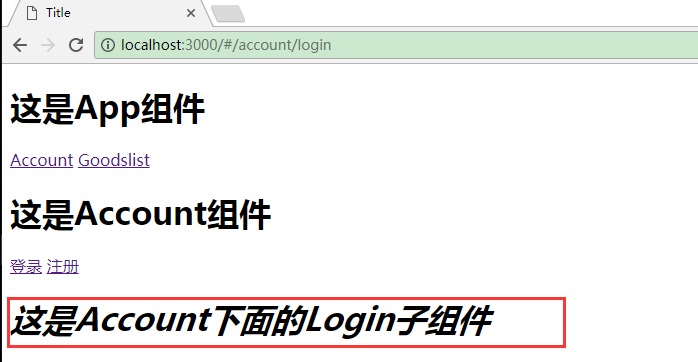 Title
localhost:3000/#/account/login
这是App组件
Account Goodslist
这是Account组件
登录 注册
这是Account下面的Login子组件